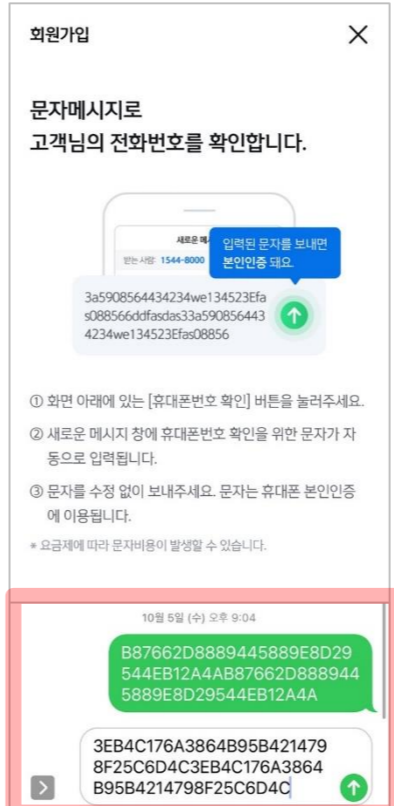 회원가입
문자메시지로
고객님의 전화번호를 확인합니다.
새로운 메
입력된 문자를 보내면
받는 사람: 1544-8000
본인인증 돼요.
3a5908564434234we134523Efa
s088566ddfasdas33a590856443
4234we134523Efas08856
① 화면 아래에 있는 [휴대폰번호 확인] 버튼을 눌러주세요.
② 새로운 메시지 창에 휴대폰번호 확인을 위한 문자가 자
동으로 입력됩니다.
③ 문자를 수정 없이 보내주세요. 문자는 휴대폰 본인인증
에 이용됩니다.
* 요금제에 따라 문자비용이 발생할 수 있습니다.
10월 5일 (수) 오후 9:04
B87662D8889445889E8D29
544EB12A4AB87662D888944
5889E8D29544EB12A4A
3EB4C176A3864B95B421479
8F25C6D4C3EB4C176A3864
B95B4214798F25C6D4C